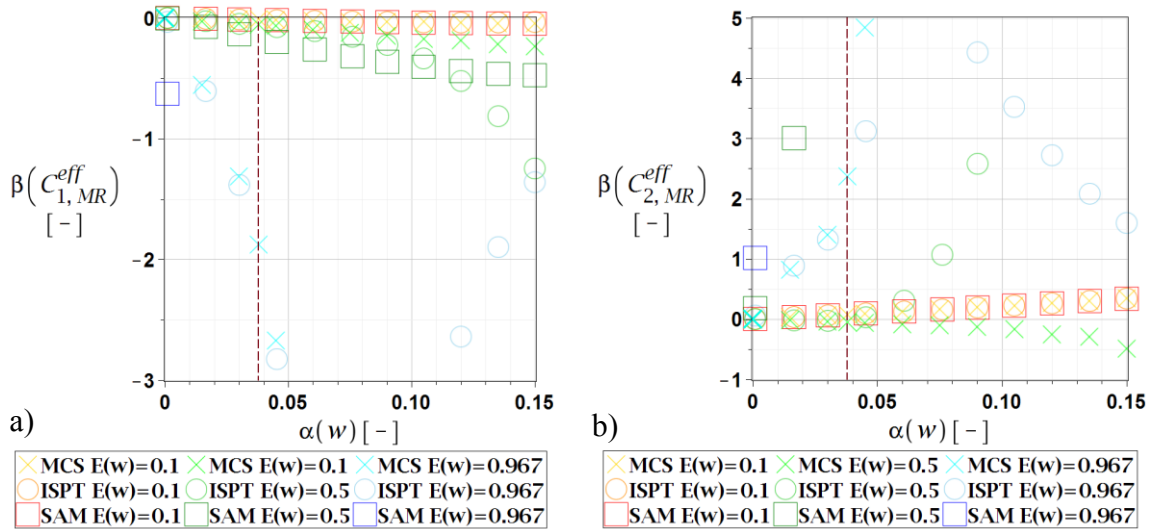 0
-1
-2
-3
β(C^eff_1, MR)
[-]
0 0.05 0.10 0.15
α(w) [-]
a)
MCS E(w)=0.1 MCS E(w)=0.1 MCS E(w)=0.967
ISPT E(w)=0.1 ISPT E(w)=0.5 ISPT E(w)=0.967
SAM E(w)=0.1 SAM E(w)=0.5 SAM E(w)=0.967
5
4
3
2
1
0
-1
β(C^eff_2, MR)
[-]
0 0.05 0.10 0.15
α(w) [-]
b)
MCS E(w)=0.1 MCS E(w)=0.5 MCS E(w)=0.967
ISPT E(w)=0.1 ISPT E(w)=0.5 ISPT E(w)=0.967
SAM E(w)=0.1 SAM E(w)=0.5 SAM E(w)=0.967